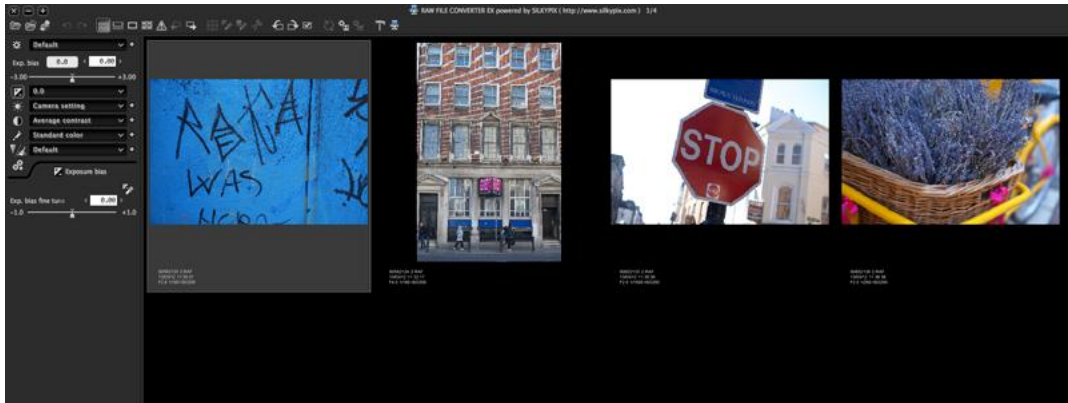 RAW FILE CONVERTER EX powered by SILKYPIX ( http://www.silkypix.com ) 1/4
Default
Exp. bias 0.0 0.00
-3.00 +3.00
0.0
Camera setting
Average contrast
Standard color
Default
Exposure bias
Exp. bias fine tune 0.00
-1.0 +1.0
WAS
STOP